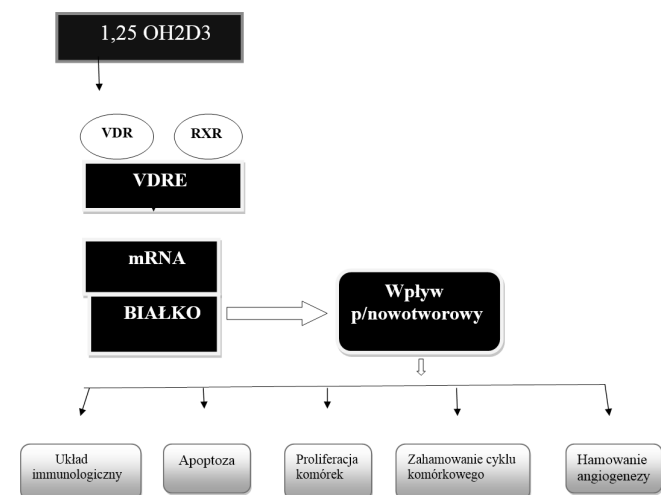 1,25 OH2D3
VDR
RXR
VDRE
mRNA
BIAŁKO
Wpływ
p/nowotworowy
Układ
immunologiczny
Apoptoza
Proliferacja
komórek
Zahamowanie cyklu
komórkowego
Hamowanie
angiogenezy